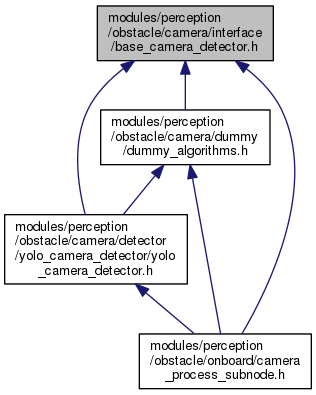 modules/perception
/obstacle/camera/interface
/base_camera_detector.h
modules/perception
/obstacle/camera/dummy
/dummy_algorithms.h
modules/perception
/obstacle/camera/detector
/yolo_camera_detector/yolo
_camera_detector.h
modules/perception
/obstacle/onboard/camera
_process_subnode.h